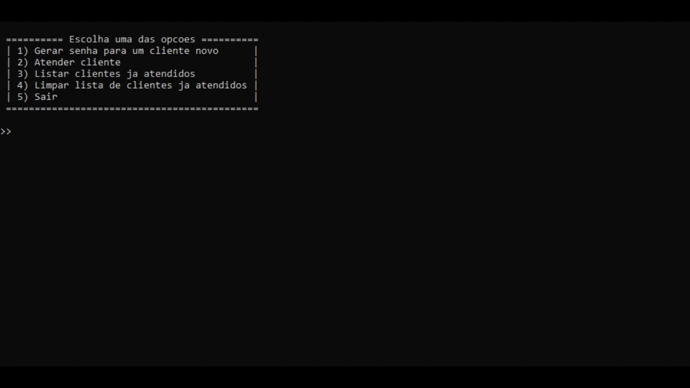 ========== Escolha uma das opcoes ==========
| 1) Gerar senha para um cliente novo      |
| 2) Atender cliente                       |
| 3) Listar clientes ja atendidos          |
| 4) Limpar lista de clientes ja atendidos |
| 5) Sair                                  |
============================================
>>